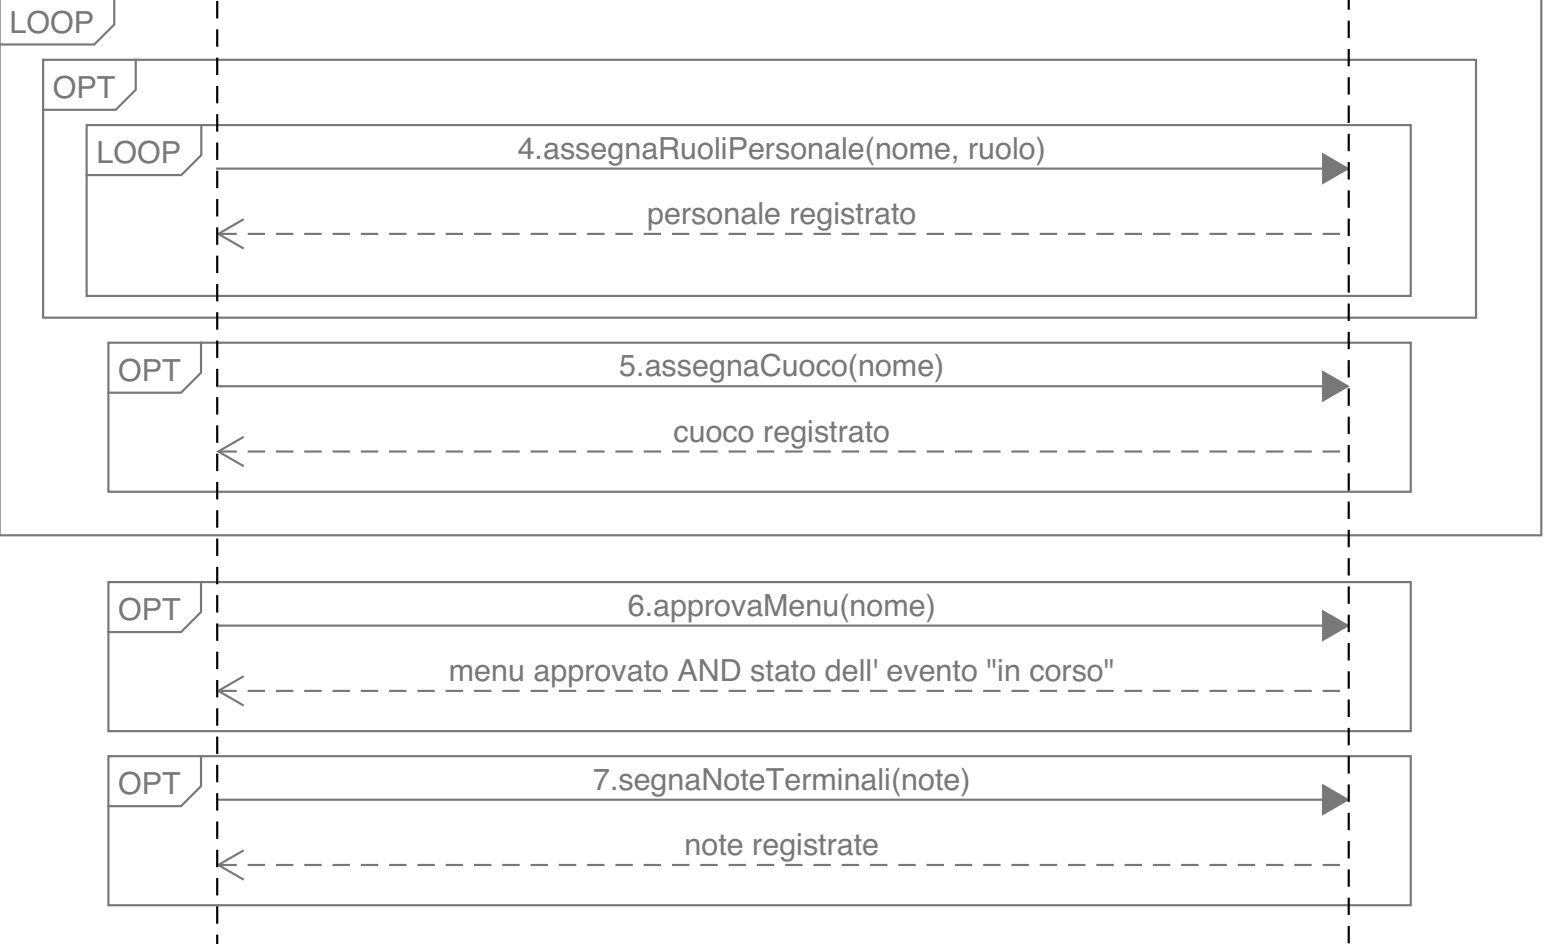 LOOP
OPT
LOOP
4.assegnaRuoliPersonale(nome, ruolo)
personale registrato
OPT
5.assegnaCuoco(nome)
cuoco registrato
OPT
6.approvaMenu(nome)
menu approvato AND stato dell' evento "in corso"
OPT
7.segnaNoteTerminali(note)
note registrate